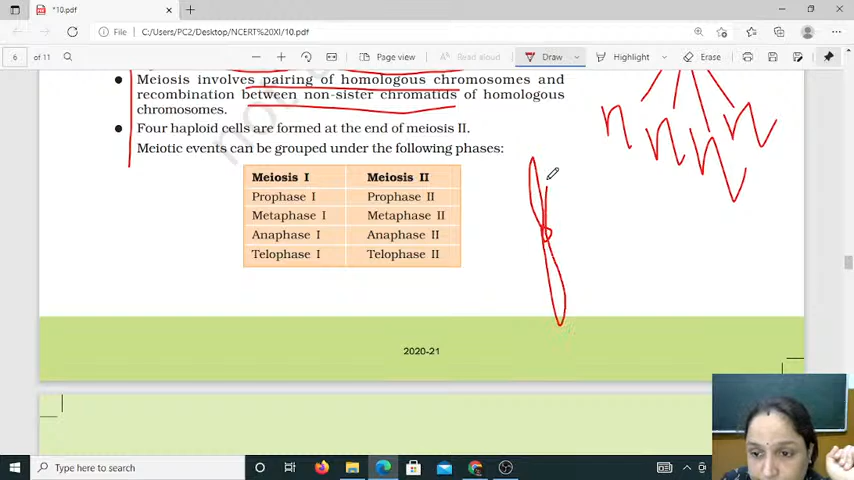 *10.pdf
File
C:/Users/PC2/Desktop/NCERT XI/10.pdf
6 of 11
Page view
Read aloud
Draw
Highlight
Erase
Meiosis involves pairing of homologous chromosomes and
recombination between non-sister chromatids of homologous
chromosomes.
Four haploid cells are formed at the end of meiosis II.
Meiotic events can be grouped under the following phases:
Meiosis I Meiosis II
Prophase I Prophase II
Metaphase I Metaphase II
Anaphase I Anaphase II
Telophase I Telophase II
n n n n
2020-21
Type here to search